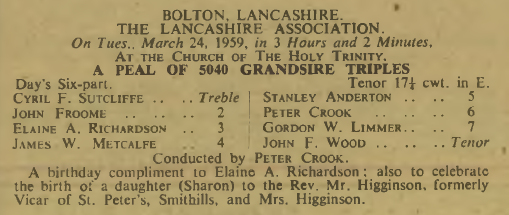 BOLTON, LANCASHIRE.
THE LANCASHIRE ASSOCIATION.
On Tues., March 24, 1959, in 3 Hours and 2 Minutes,
AT THE CHURCH OF THE HOLY TRINITY.
A PEAL OF 5040 GRANDSIRE TRIPLES
Day's Six-part. Tenor 17¼ cwt. in E.
CYRIL F. SUTCLIFFE .. .. Treble
JOHN FROOME .. .. .. 2
ELAINE A. RICHARDSON .. 3
JAMES W. METCALFE .. 4
STANLEY ANDERTON .. .. 5
PETER CROOK .. .. .. 6
GORDON W. LIMMER.. .. 7
JOHN F. WOOD .. .. .. Tenor
Conducted by PETER CROOK.
A birthday compliment to Elaine A. Richardson; also to celebrate
the birth of a daughter (Sharon) to the Rev. Mr. Higginson, formerly
Vicar of St. Peter's, Smithills, and Mrs. Higginson.